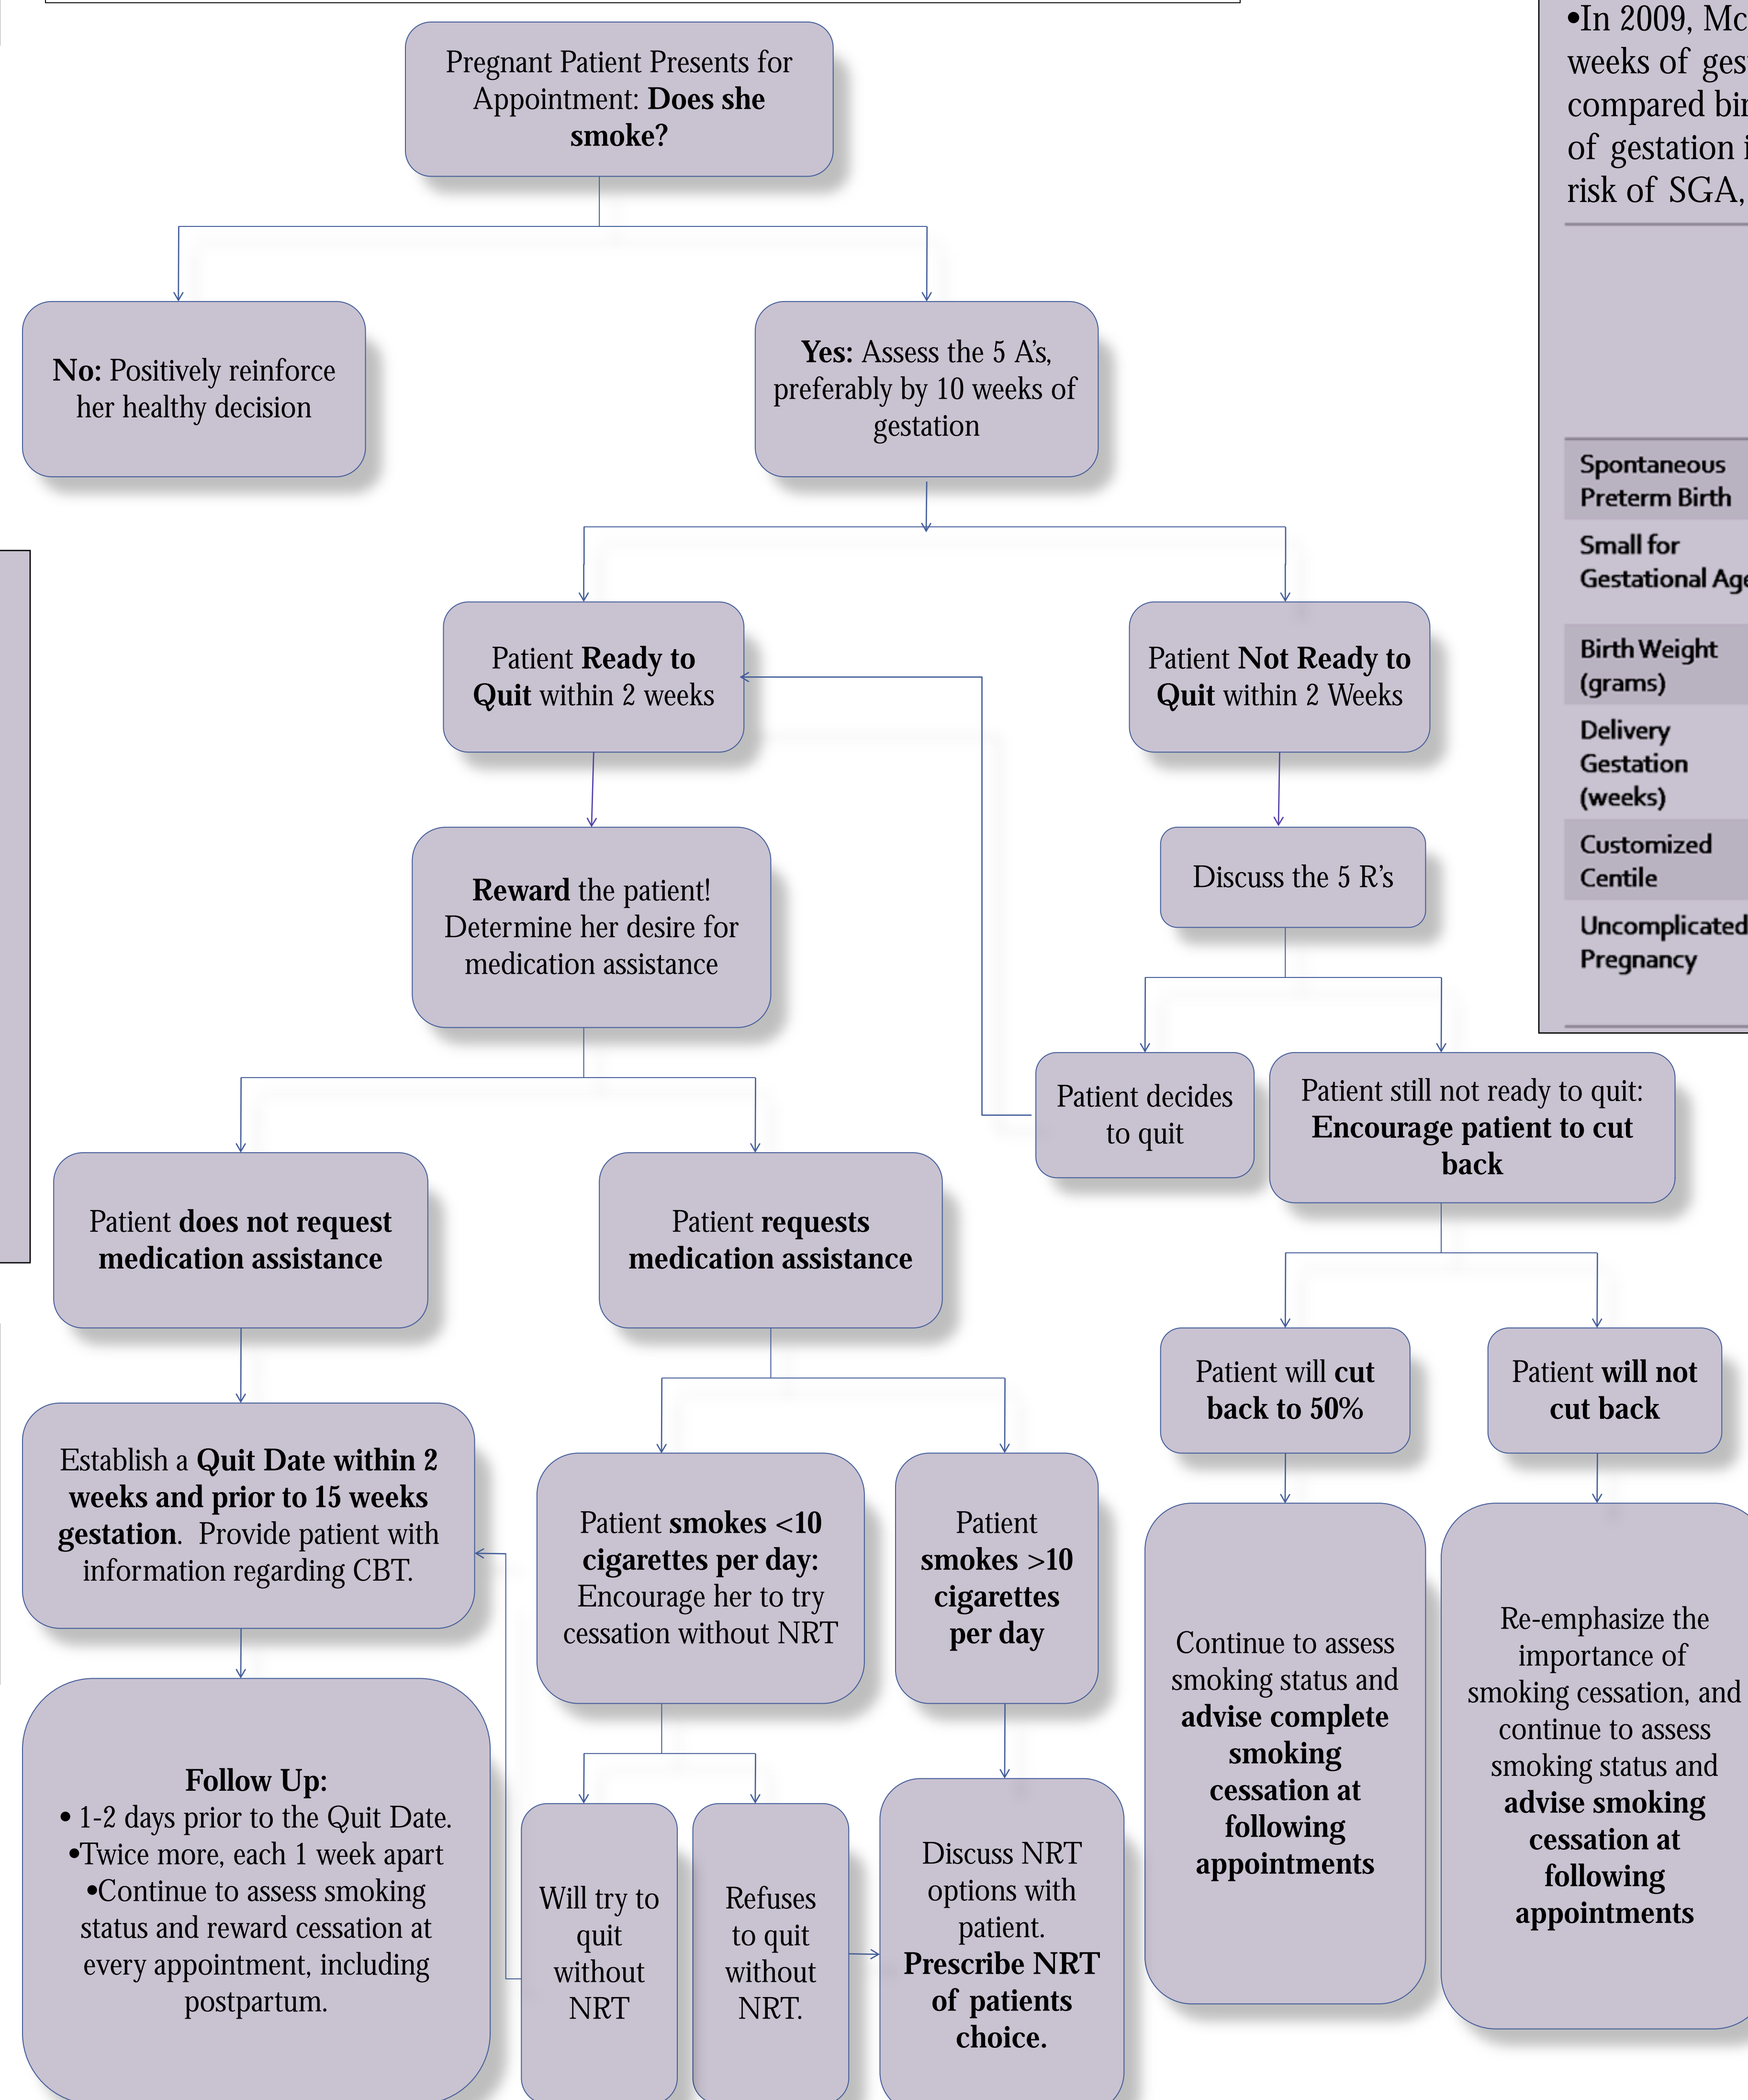 Pregnant Patient Presents for
Appointment: Does she
smoke?
No: Positively reinforce
her healthy decision
Yes: Assess the 5 A's,
preferably by 10 weeks of
gestation
Patient Ready to
Quit within 2 weeks
Patient Not Ready to
Quit within 2 Weeks
Reward the patient!
Determine her desire for
medication assistance
Discuss the 5 R's
Patient decides
to quit
Patient still not ready to quit:
Encourage patient to cut
back
Patient does not request
medication assistance
Patient requests
medication assistance
Patient will cut
back to 50%
Patient will not
cut back
Establish a Quit Date within 2
weeks and prior to 15 weeks
gestation.  Provide patient with
information regarding CBT.
Patient smokes <10
cigarettes per day:
Encourage her to try
cessation without NRT
Patient
smokes >10
cigarettes
per day
Continue to assess
smoking status and
advise complete
smoking
cessation at
following
appointments
Re-emphasize the
importance of
smoking cessation, and
continue to assess
smoking status and
advise smoking
cessation at
following
appointments
Follow Up:
• 1-2 days prior to the Quit Date.
•Twice more, each 1 week apart
•Continue to assess smoking
status and reward cessation at
every appointment, including
postpartum.
Will try to
quit
without
NRT
Refuses
to quit
without
NRT.
Discuss NRT
options with
patient.
Prescribe NRT
of patients
choice.
•In 2009, Mc
weeks of
compared
of gestation
risk of SGA,
Spontaneous
Preterm Birth
Small for
Gestational Age
Birth Weight
(grams)
Delivery
Gestation
(weeks)
Customized
Centile
Uncomplicated
Pregnancy